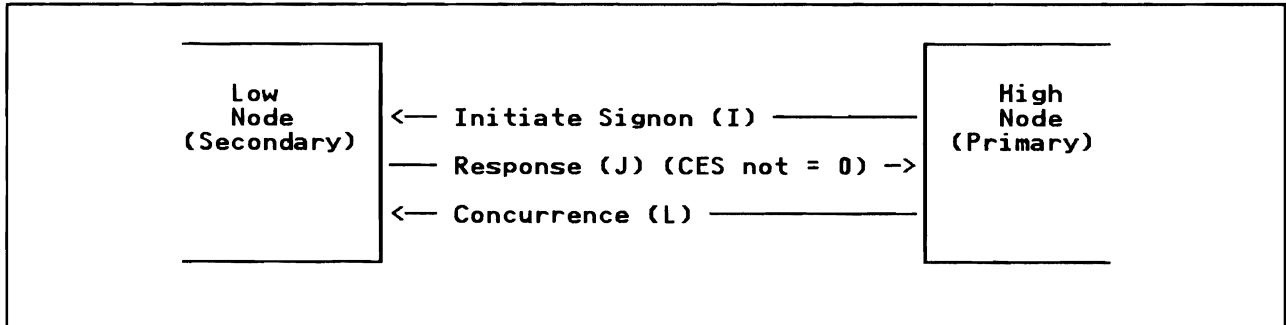 Low
Node
(Secondary)
<— Initiate Signon (I) ————
— Response (J) (CES not = 0) —>
<— Concurrence (L) ————
High
Node
(Primary)